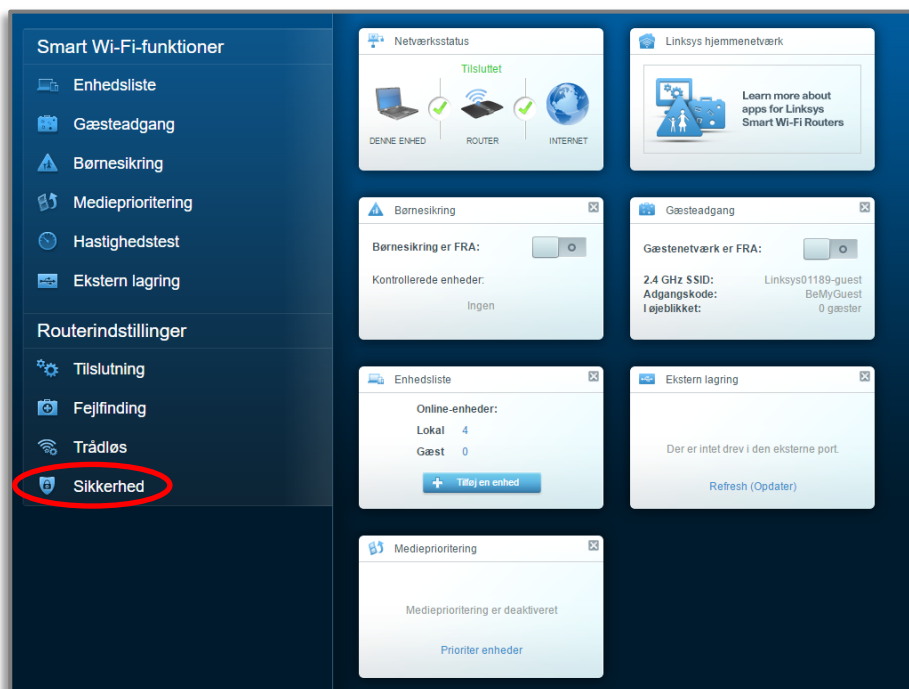 Smart Wi-Fi-funktioner
Enhedsliste
Gæsteadgang
Børnesikring
Medieprioritering
Hastighedstest
Ekstern lagring
Routerindstillinger
Tilslutning
Fejlfinding
Trådløs
Sikkerhed
Netværksstatus
Tilsluttet
DENNE ENHED
ROUTER
INTERNET
Linksys hjemmenetværk
Learn more about
apps for Linksys
Smart Wi-Fi Routers
Børnesikring
Børnesikring er FRA:
Kontrollerede enheder:
Ingen
Gæsteadgang
Gæstenetværk er FRA:
2.4 GHz SSID: Linksys01189-guest
Adgangskode: BeMyGuest
I øjeblikket: 0 gæster
Enhedsliste
Online-enheder:
Lokal 4
Gæst 0
Tilføj en enhed
Ekstern lagring
Der er intet drev i den eksterne port.
Refresh (Opdater)
Medieprioritering
Medieprioritering er deaktiveret
Prioriter enheder